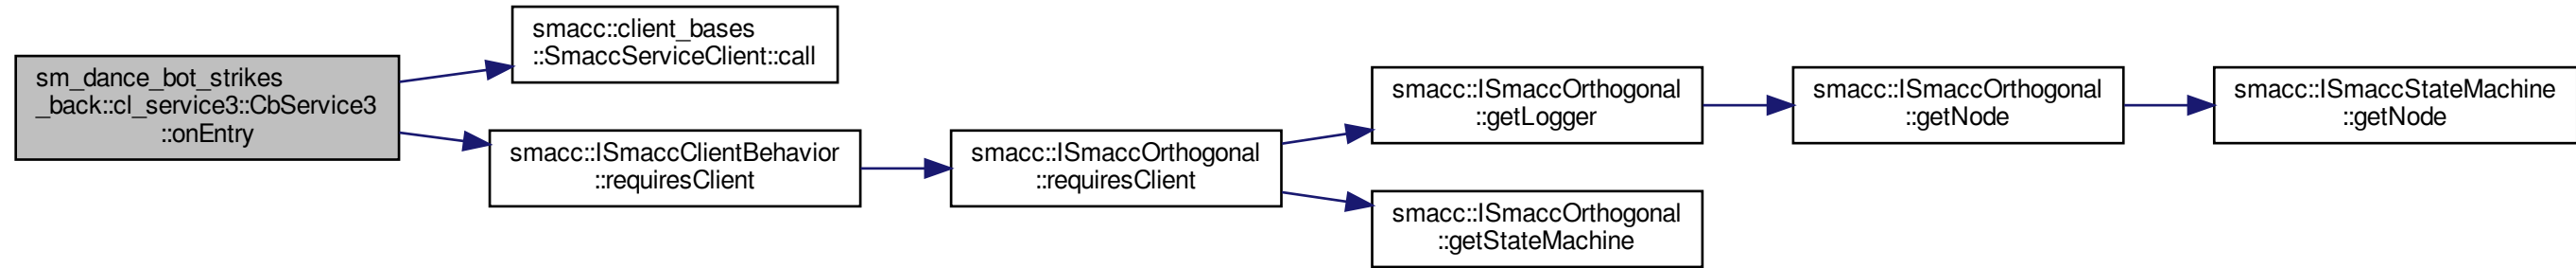 sm_dance_bot_strikes
_back::cl_service3::CbService3
::onEntry
smacc::client_bases
::SmaccServiceClient::call
smacc::ISmaccClientBehavior
::requiresClient
smacc::ISmaccOrthogonal
::requiresClient
smacc::ISmaccOrthogonal
::getLogger
smacc::ISmaccOrthogonal
::getNode
smacc::ISmaccStateMachine
::getNode
smacc::ISmaccOrthogonal
::getStateMachine